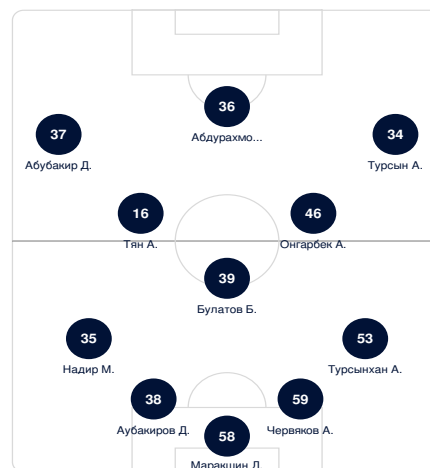 36
Абдурахмо...
37
Абубакир Д.
34
Турсын А.
16
Тян А.
46
Онгарбек А.
39
Булатов Б.
35
Надир М.
53
Турсынхан А.
38
Аубакиров Д.
59
Червяков А.
58
Маракшин Д.